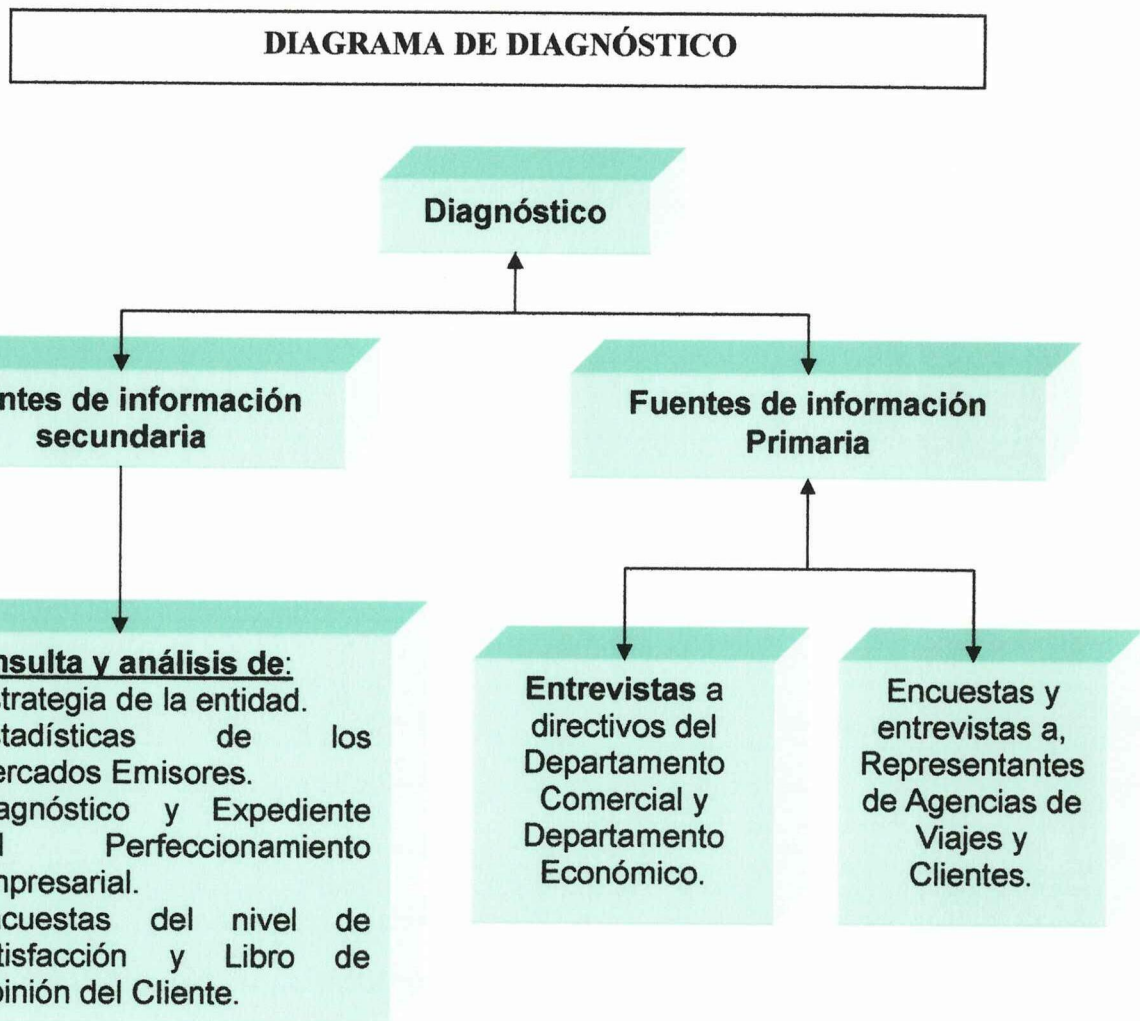 DIAGRAMA DE DIAGNÓSTICO
Diagnóstico
ntes de información
secundaria
Fuentes de información
Primaria
nsulta y análisis de:
strategia de la entidad.
stadísticas de los
ercados Emisores.
agnóstico y Expediente
l Perfeccionamiento
mpresarial.
ncuestas del nivel de
tisfacción y Libro de
pinión del Cliente.
Entrevistas a
directivos del
Departamento
Comercial y
Departamento
Económico.
Encuestas y
entrevistas a,
Representantes
de Agencias de
Viajes y
Clientes.